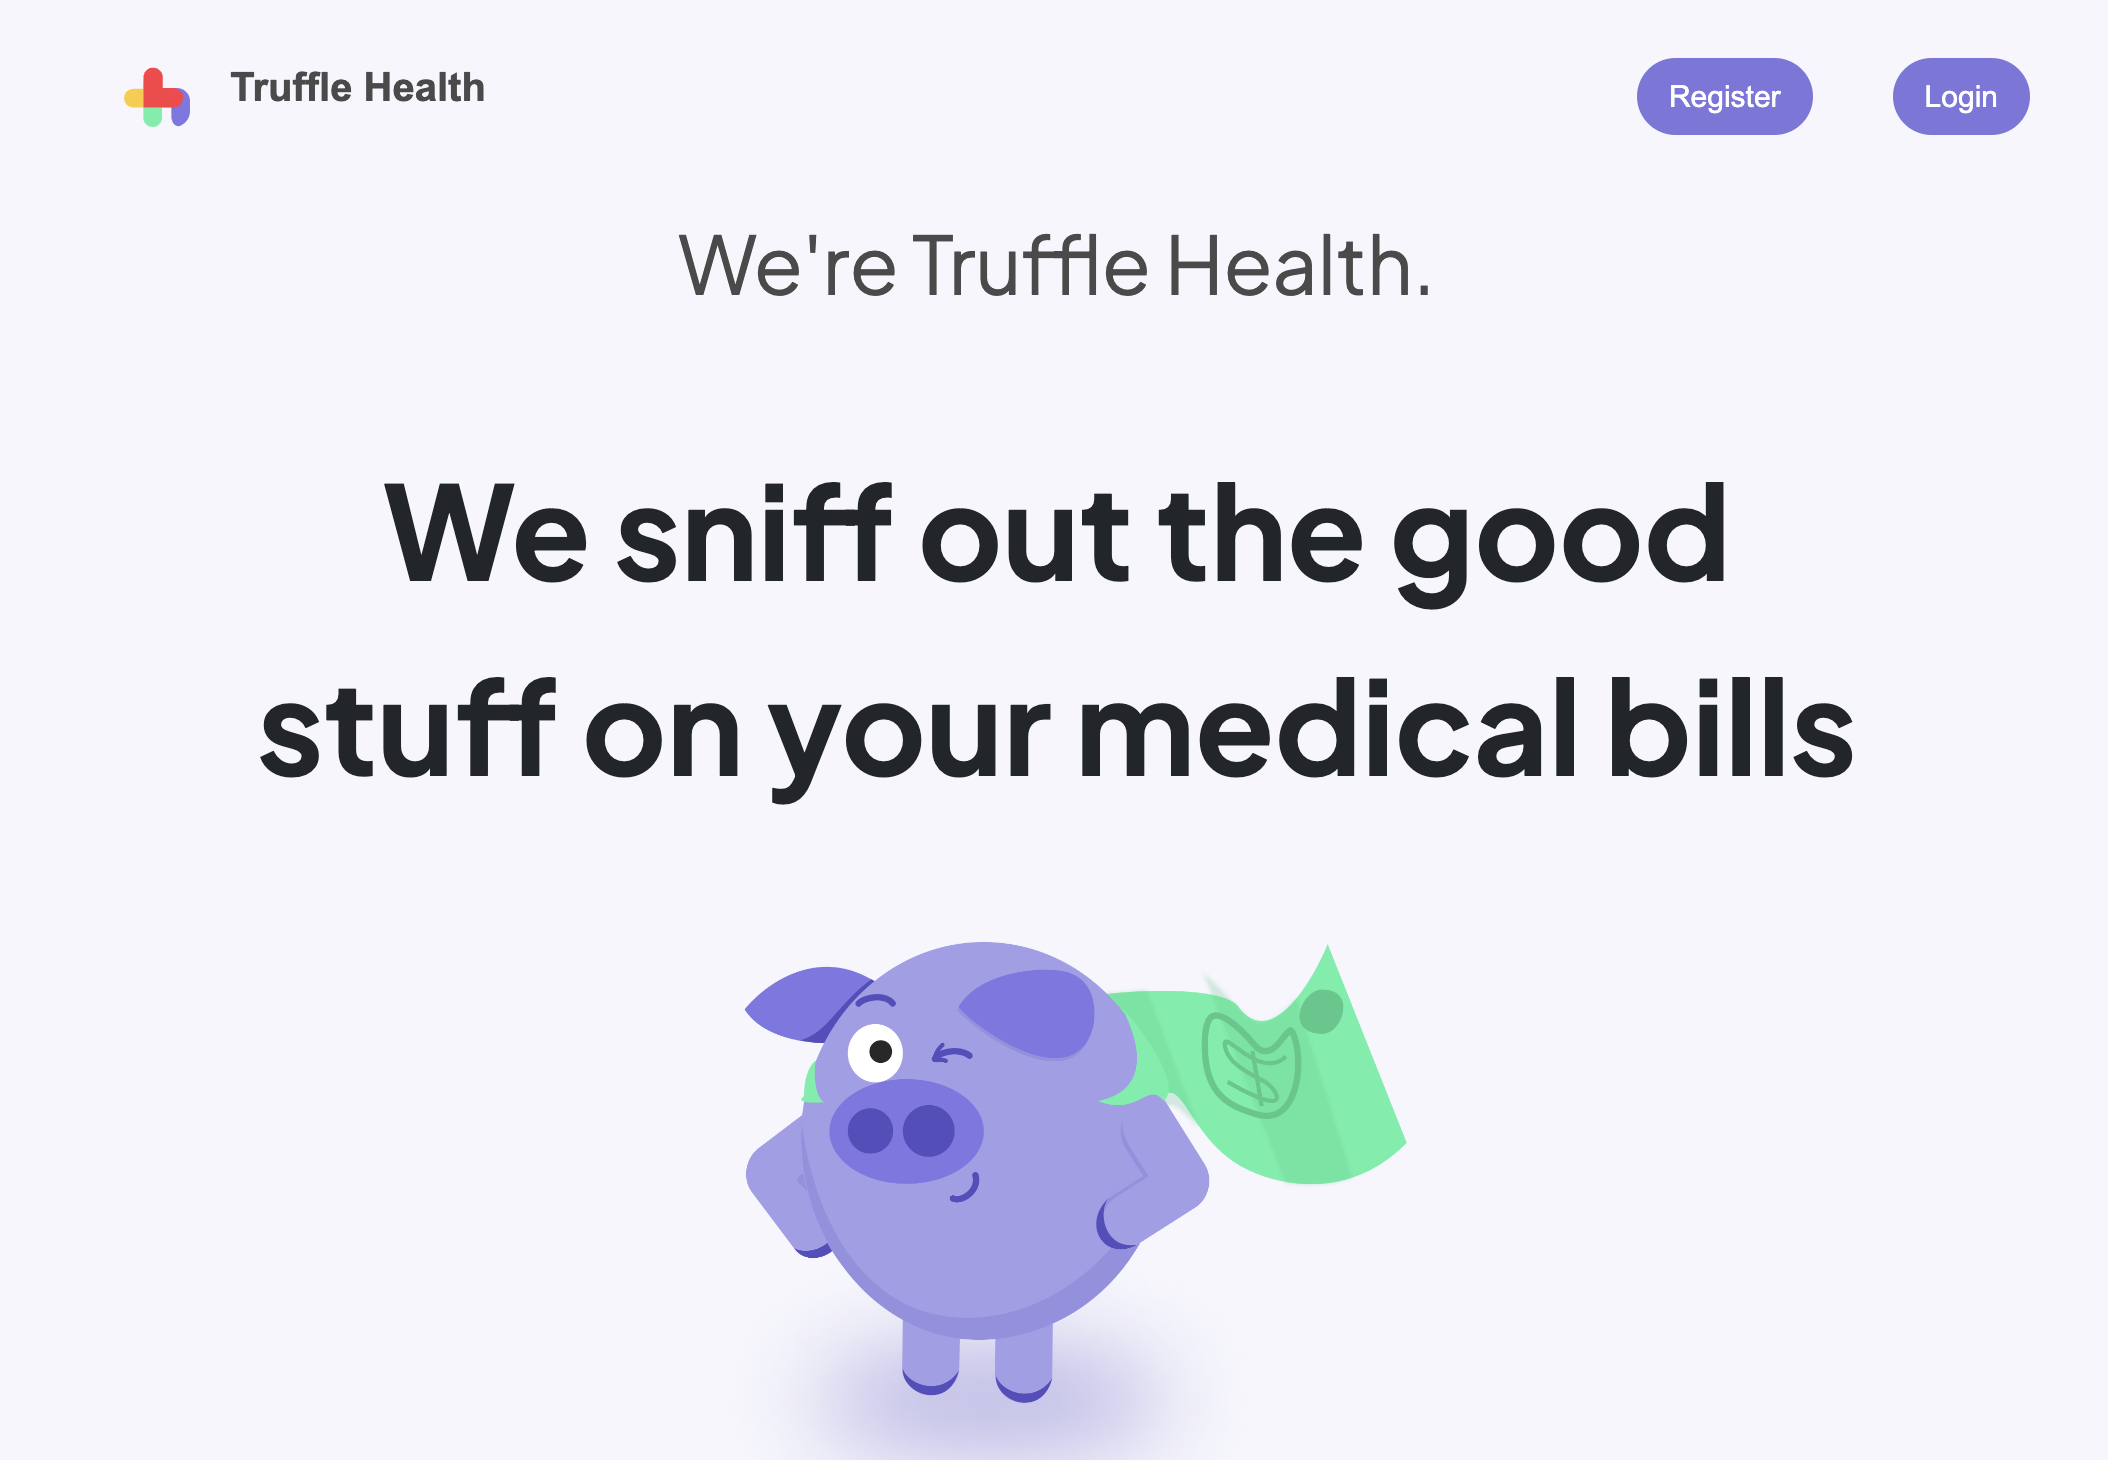 Truffle Health
Register
Login
We're Truffle Health.
We sniff out the good
stuff on your medical bills